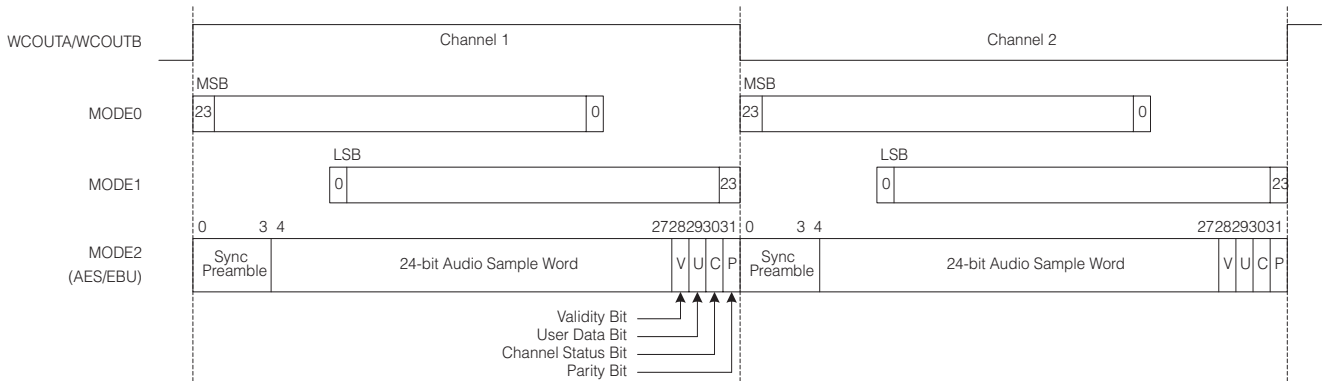 WCOUTA/WCOUTB Channel 1 Channel 2
MSB MSB
MODE0 23 0 23 0
LSB LSB
MODE1 0 23 0 23
0 3 4 2728293031 0 3 4 2728293031
MODE2
(AES/EBU)
Sync
Preamble
24-bit Audio Sample Word V U C P
Sync
Preamble
24-bit Audio Sample Word V U C P
Validity Bit
User Data Bit
Channel Status Bit
Parity Bit